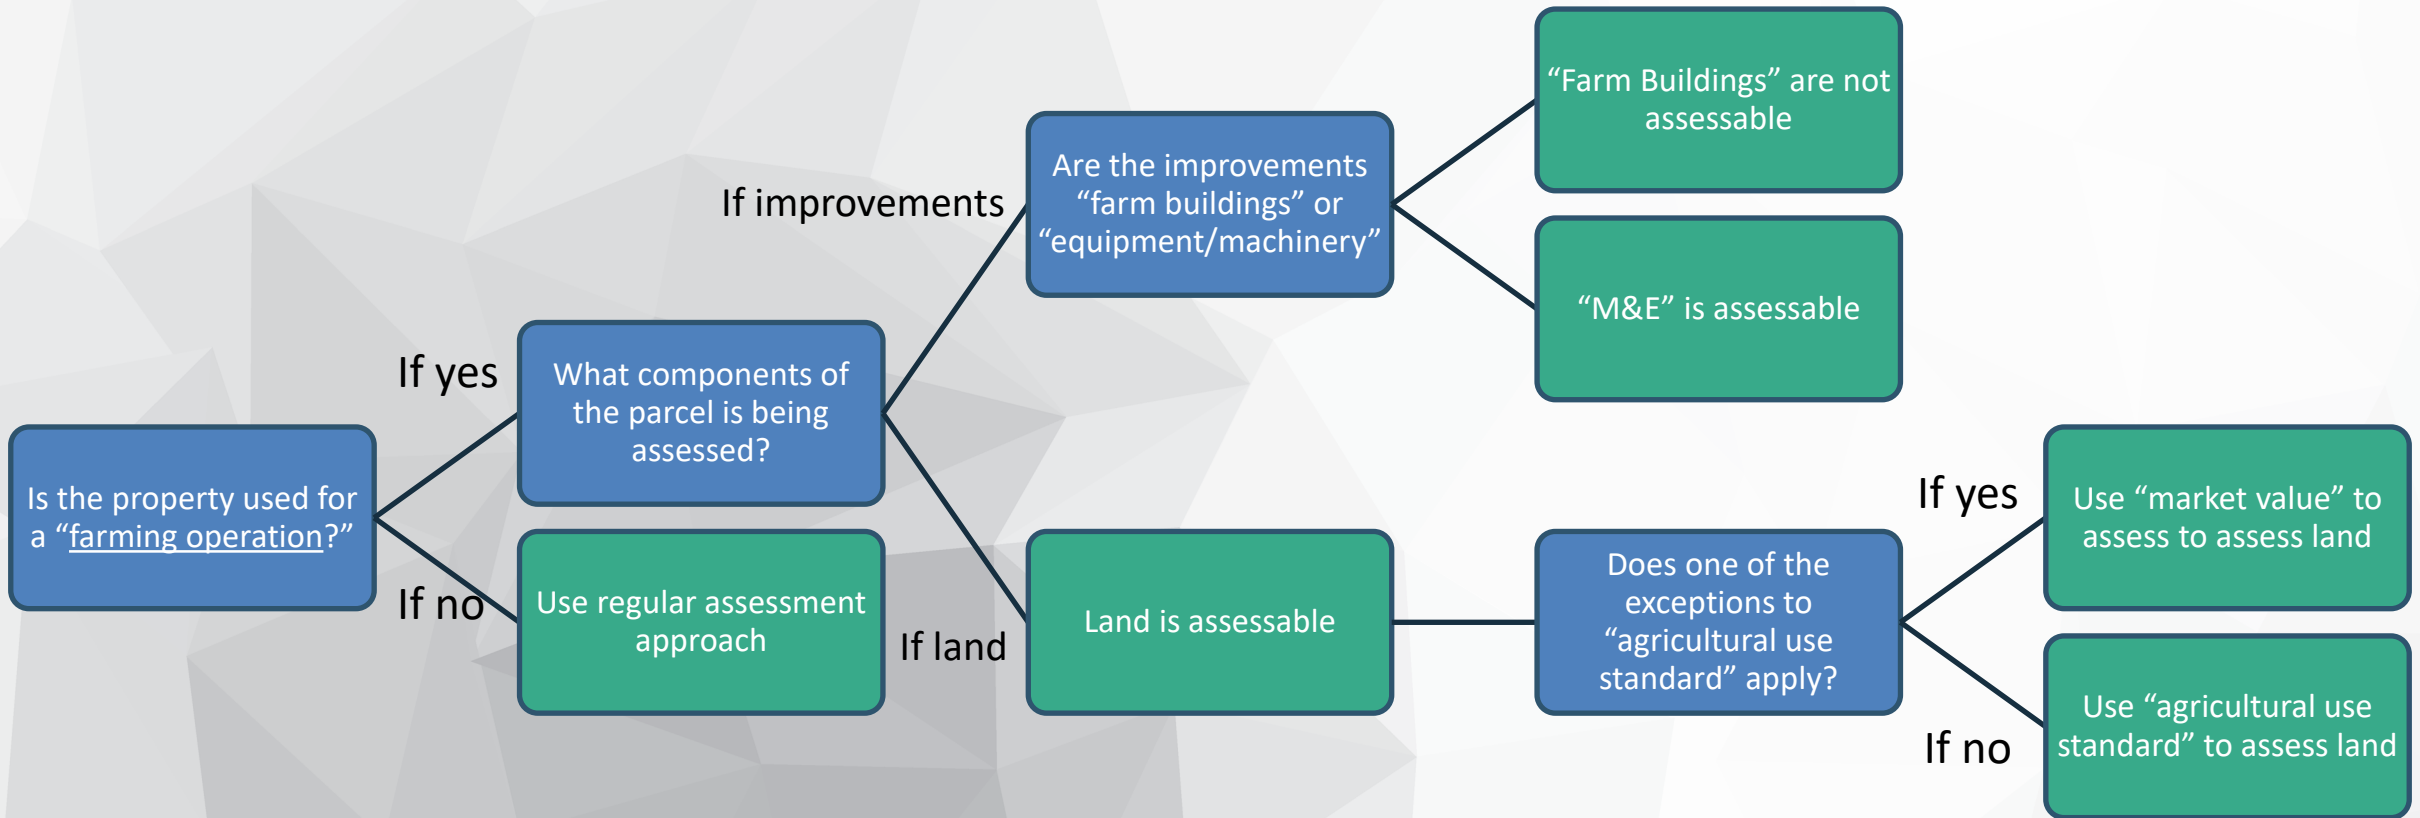 Is the property used for
a “farming operation?”
If yes
If no
What components of
the parcel is being
assessed?
Use regular assessment
approach
If improvements
If land
Are the improvements
“farm buildings” or
“equipment/machinery”
Land is assessable
“Farm Buildings” are not
assessable
“M&E” is assessable
Does one of the
exceptions to
“agricultural use
standard” apply?
If yes
If no
Use “market value” to
assess to assess land
Use “agricultural use
standard” to assess land